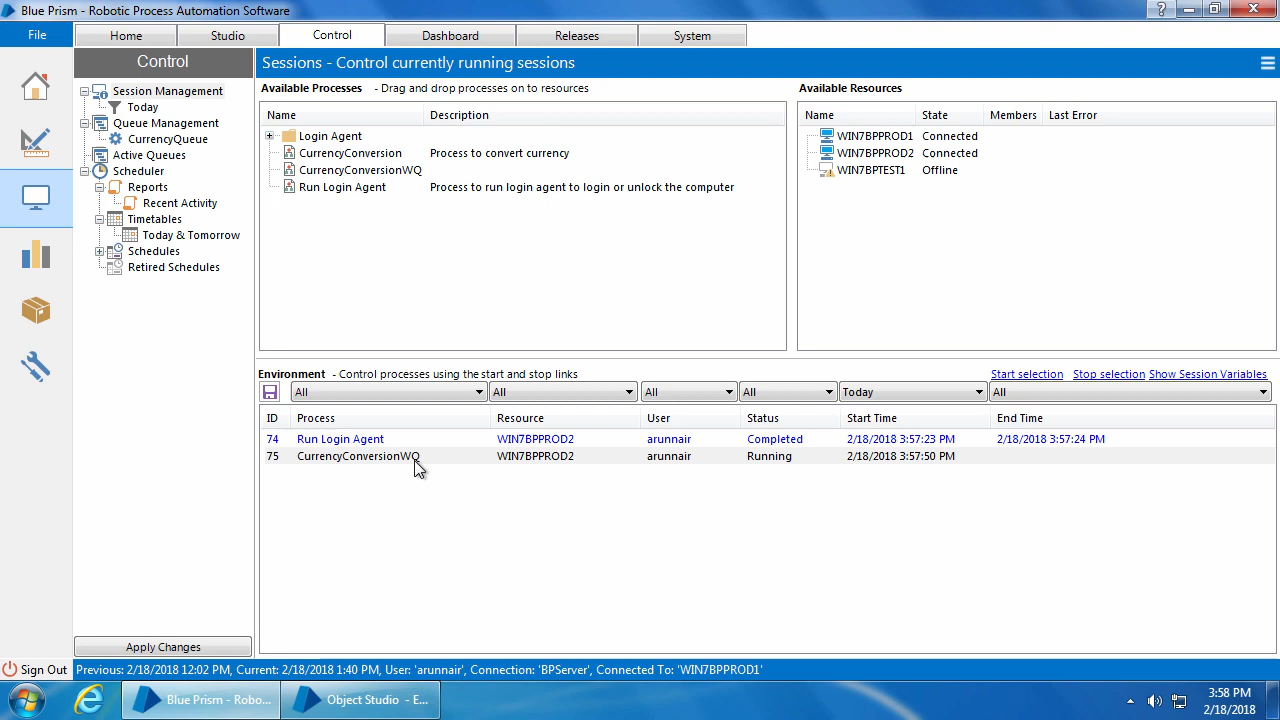 Blue Prism - Robotic Process Automation Software
File Home Studio Control Dashboard Releases System
Control
Session Management
Today
Queue Management
CurrencyQueue
Active Queues
Scheduler
Reports
Recent Activity
Timetables
Today & Tomorrow
Schedules
Retired Schedules
Apply Changes
Sessions - Control currently running sessions
Available Processes - Drag and drop processes on to resources
Name Description
Login Agent
CurrencyConversion Process to convert currency
CurrencyConversionWQ
Run Login Agent Process to run login agent to login or unlock the computer
Available Resources
Name State Members Last Error
WIN7BPPROD1 Connected
WIN7BPPROD2 Connected
WIN7BPTEST1 Offline
Environment - Control processes using the start and stop links
Start selection Stop selection Show Session Variables
All All All All Today All
ID Process Resource User Status Start Time End Time
74 Run Login Agent WIN7BPPROD2 arunnair Completed 2/18/2018 3:57:23 PM 2/18/2018 3:57:24 PM
75 CurrencyConversionWQ WIN7BPPROD2 arunnair Running 2/18/2018 3:57:50 PM
Sign Out Previous: 2/18/2018 12:02 PM, Current: 2/18/2018 1:40 PM, User: 'arunnair', Connection: 'BPServer', Connected To: 'WIN7BPPROD1'
Blue Prism - Robo... Object Studio - E...
3:58 PM
2/18/2018